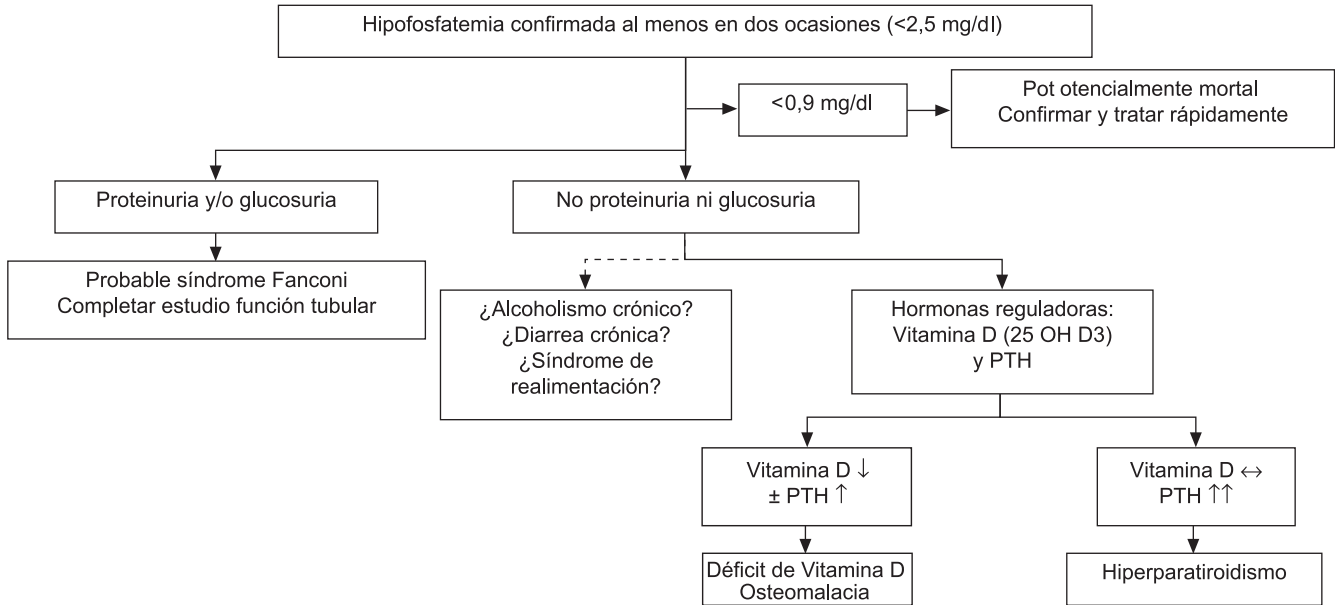 Hipofosfatemia confirmada al menos en dos ocasiones (<2,5 mg/dl)
<0,9 mg/dl
Pot otencialmente mortal
Confirmar y tratar rápidamente
Proteinuria y/o glucosuria
No proteinuria ni glucosuria
Probable síndrome Fanconi
Completar estudio función tubular
¿Alcoholismo crónico?
¿Diarrea crónica?
¿Síndrome de
realimentación?
Hormonas reguladoras:
Vitamina D (25 OH D3)
y PTH
Vitamina D ↓
± PTH ↑
Vitamina D ↔
PTH ↑↑
Déficit de Vitamina D
Osteomalacia
Hiperparatiroidismo